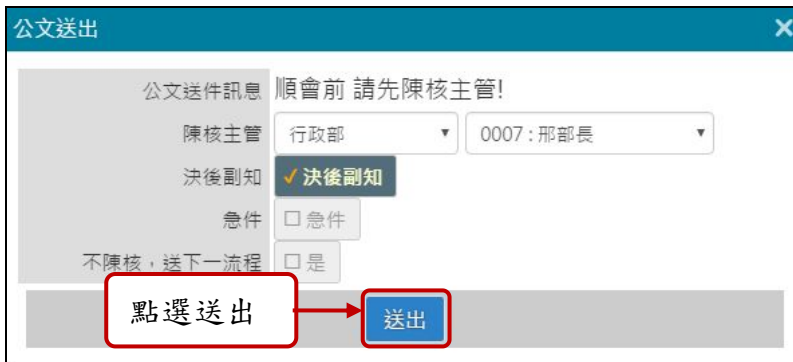 公文送出 ×
公文送件訊息 順會前 請先陳核主管!
陳核主管 行政部 ▼ 0007 : 邢部長 ▼
決後副知 ✓決後副知
急件 ☐急件
不陳核，送下一流程 ☐是
點選送出
送出